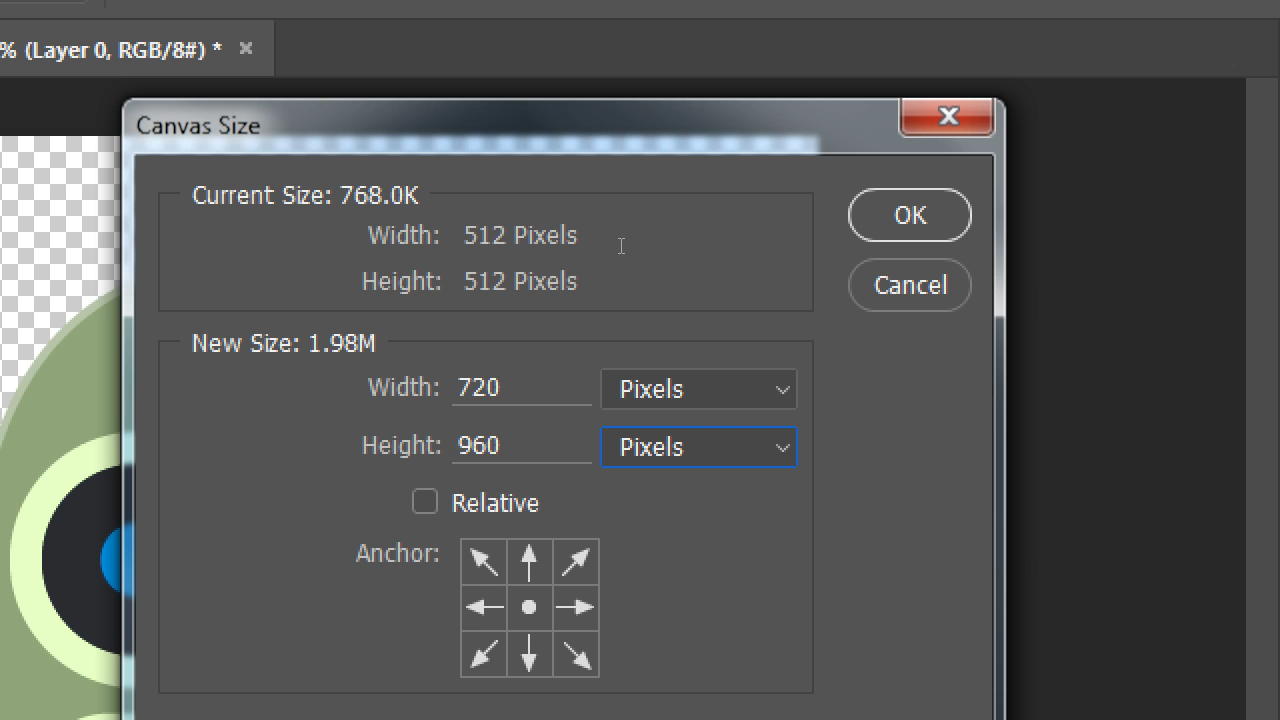 % (Layer 0, RGB/8#) *
Canvas Size
Current Size: 768.0K
Width: 512 Pixels
Height: 512 Pixels
OK
Cancel
New Size: 1.98M
Width: 720 Pixels
Height: 960 Pixels
Relative
Anchor: